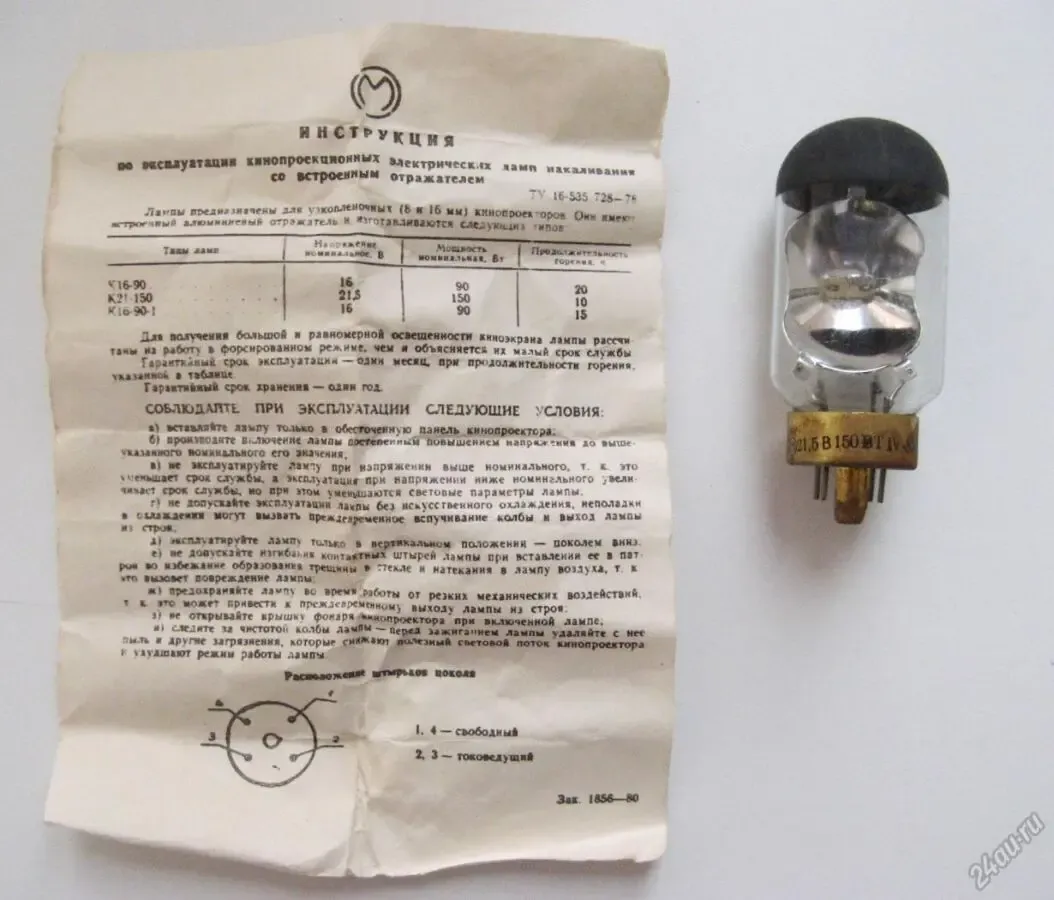 М
ИНСТРУКЦИЯ
по эксплуатации кинопроекционных электрических ламп накаливания
со встроенным отражателем
ТУ 16-535 728—78
Лампы предназначены для узкопленочных (8 и 16 мм) кинопроекторов. Они имеют
встроенный алюминиевый отражатель и изготавливаются следующих типов
Типы ламп
Напряжение номинальное, В
Мощность номинальная, Вт
Продолжительность горения, ч
К16-90 16 90 20
К21-150 21,5 150 10
К16-90-1 16 90 15
Для получения большой и равномерной освещенности киноэкрана лампы рассчи-
таны на работу в форсированном режиме, чем и объясняется их малый срок службы
Гарантийный срок эксплуатации — один месяц, при продолжительности горения,
указанной в таблице.
Гарантийный срок хранения — один год.
СОБЛЮДАЙТЕ ПРИ ЭКСПЛУАТАЦИИ СЛЕДУЮЩИЕ УСЛОВИЯ:
а) вставляйте лампу только в обесточенную панель кинопроектора;
б) производите включение лампы постепенным повышением напряжения до выше-
указанного номинального его значения;
в) не эксплуатируйте лампу при напряжении выше номинального, т. к. это
уменьшает срок службы, а эксплуатация при напряжении ниже номинального увели-
чивает срок службы, но при этом уменьшаются световые параметры лампы.
г) не допускайте эксплуатации лампы без искусственного охлаждения, неполадки
в охлаждения могут вызвать преждевременное вспучивание колбы и выход лампы
из строя;
д) эксплуатируйте лампу только в вертикальном положении — цоколем вниз.
е) не допускайте изгибания контактных штырей лампы при вставлении ее в пат-
рон во избежание образования трещины в стекле и натекания в лампу воздуха, т. к
это вызовет повреждение лампы;
ж) предохраняйте лампу во время работы от резких механических воздействий,
т. к. это может привести к преждевременному выходу лампы из строя;
з) не открывайте крышку фонаря кинопроектора при включенной лампе;
и) следите за чистотой колбы лампы — перед зажиганием лампы удаляйте с нее
пыль и другие загрязнения, которые снижают полезный световой поток кинопроектора
и ухудшают режим работы лампы.
Расположение штырьков цоколя
4 1
3 2
1, 4 — свободный
2, 3 — токоведущий
Зак. 1856—80
21,5 В 150 ВТ IV
24au.ru